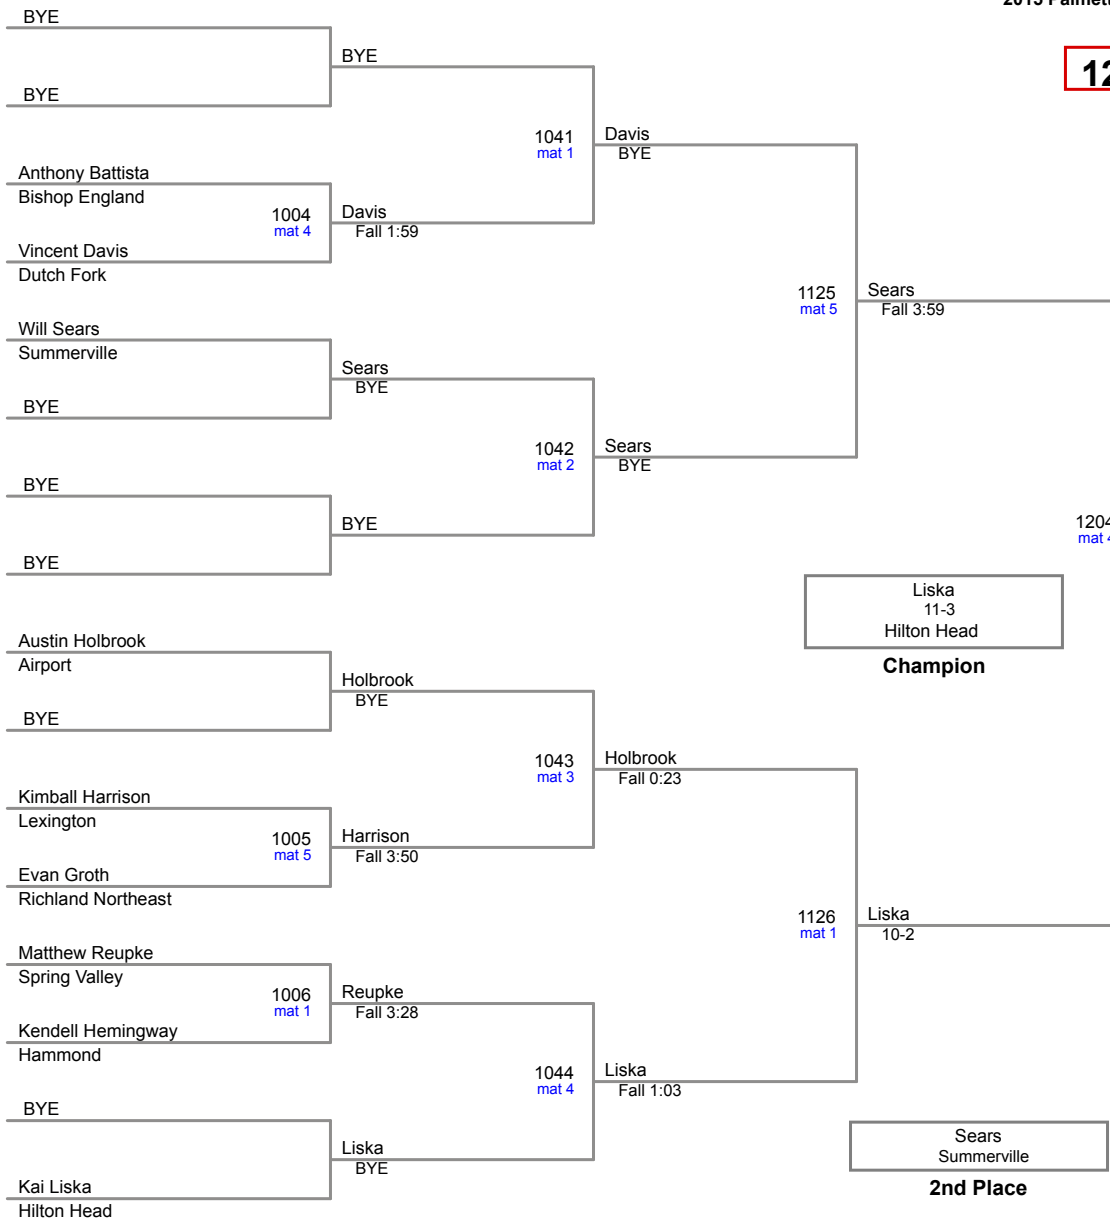 BYE
BYE
BYE
12
1041
mat 1
Davis
BYE
Anthony Battista
Bishop England
1004
mat 4
Davis
Fall 1:59
Vincent Davis
Dutch Fork
1125
mat 5
Sears
Fall 3:59
Will Sears
Summerville
Sears
BYE
BYE
1042
mat 2
Sears
BYE
BYE
BYE
BYE
1204
mat 4
Liska
11-3
Hilton Head
Champion
Austin Holbrook
Airport
Holbrook
BYE
BYE
1043
mat 3
Holbrook
Fall 0:23
Kimball Harrison
Lexington
1005
mat 5
Harrison
Fall 3:50
Evan Groth
Richland Northeast
1126
mat 1
Liska
10-2
Matthew Reupke
Spring Valley
1006
mat 1
Reupke
Fall 3:28
Kendell Hemingway
Hammond
1044
mat 4
Liska
Fall 1:03
BYE
Liska
BYE
Kai Liska
Hilton Head
Sears
Summerville
2nd Place